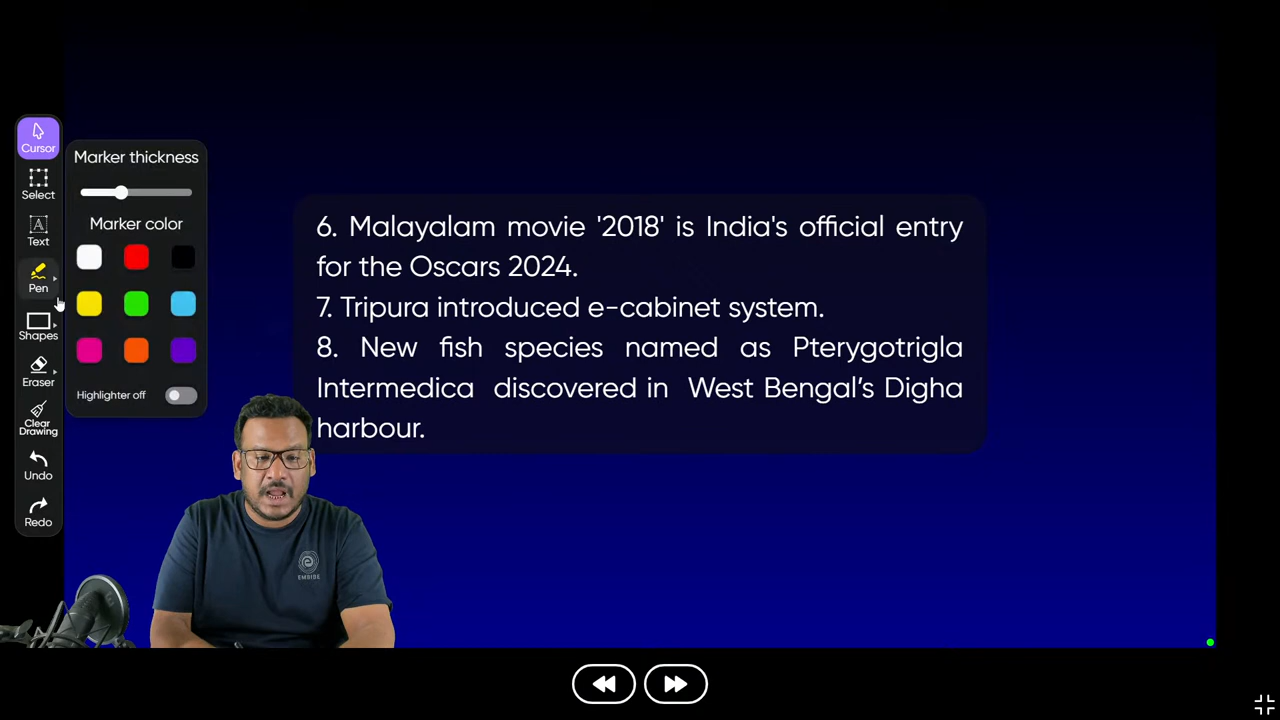 Cursor
Select
Text
Pen
Shapes
Eraser
Clear
Drawing
Undo
Redo
Marker thickness
Marker color
Highlighter off
6. Malayalam movie '2018' is India's official entry
for the Oscars 2024.
7. Tripura introduced e-cabinet system.
8. New fish species named as Pterygotrigla
Intermedica discovered in West Bengal’s Digha
harbour.
EMBIBE